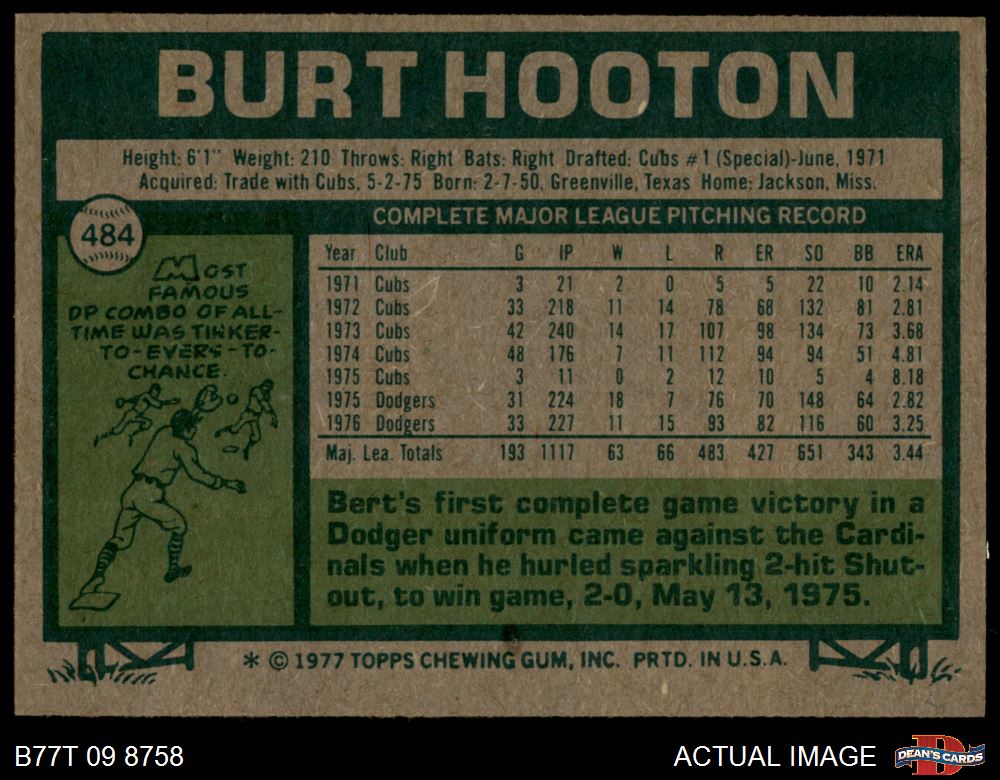 BURT HOOTON
Height: 6'1" Weight: 210 Throws: Right Bats: Right Drafted: Cubs #1 (Special)-June, 1971
Acquired: Trade with Cubs, 5-2-75 Born: 2-7-50, Greenville, Texas Home: Jackson, Miss.
484
MOST
FAMOUS
DP COMBO OF ALL-
TIME WAS TINKER-
TO-EVERS-TO-
CHANCE.
COMPLETE MAJOR LEAGUE PITCHING RECORD
Year Club G IP W L R ER SO BB ERA
1971 Cubs 3 21 2 0 5 5 22 10 2.14
1972 Cubs 33 218 11 14 78 68 132 81 2.81
1973 Cubs 42 240 14 17 107 98 134 73 3.68
1974 Cubs 48 176 7 11 112 94 94 51 4.81
1975 Cubs 3 11 0 2 12 10 5 4 8.18
1975 Dodgers 31 224 18 7 76 70 148 64 2.82
1976 Dodgers 33 227 11 15 93 82 116 60 3.25
Maj. Lea. Totals 193 1117 63 66 483 427 651 343 3.44
Bert's first complete game victory in a
Dodger uniform came against the Cardi-
nals when he hurled sparkling 2-hit Shut-
out, to win game, 2-0, May 13, 1975.
* © 1977 TOPPS CHEWING GUM, INC. PRTD. IN U.S.A.
B77T 09 8758
ACTUAL IMAGE
D
DEAN'S CARDS